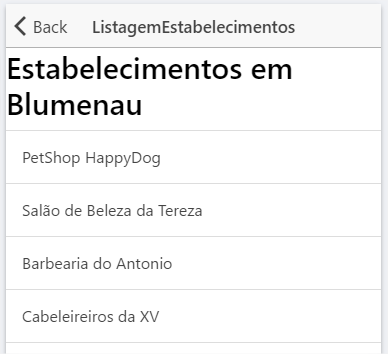 Back ListagemEstabelecimentos
Estabelecimentos em
Blumenau
PetShop HappyDog
Salão de Beleza da Tereza
Barbearia do Antonio
Cabeleireiros da XV